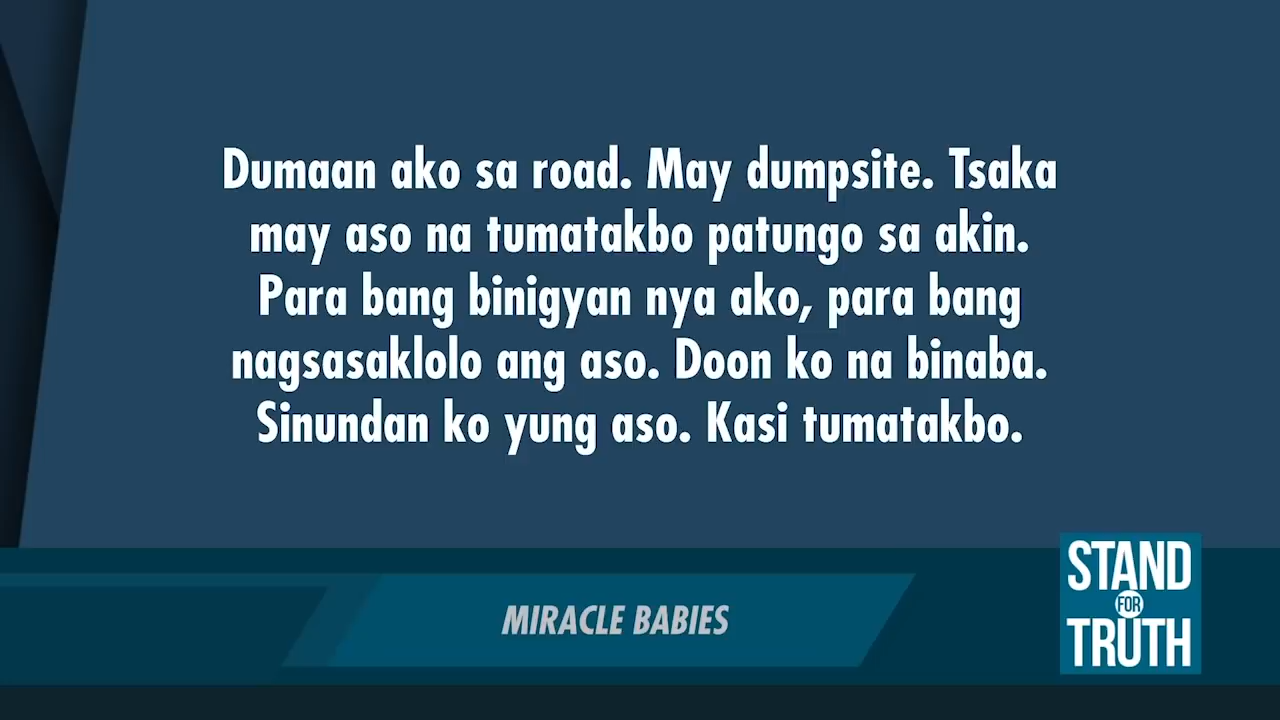 Dumaan ako sa road. May dumpsite. Tsaka
may aso na tumatakbo patungo sa akin.
Para bang binigyan nya ako, para bang
nagsasaklolo ang aso. Doon ko na binaba.
Sinundan ko yung aso. Kasi tumatakbo.
MIRACLE BABIES
STAND
FOR
TRUTH